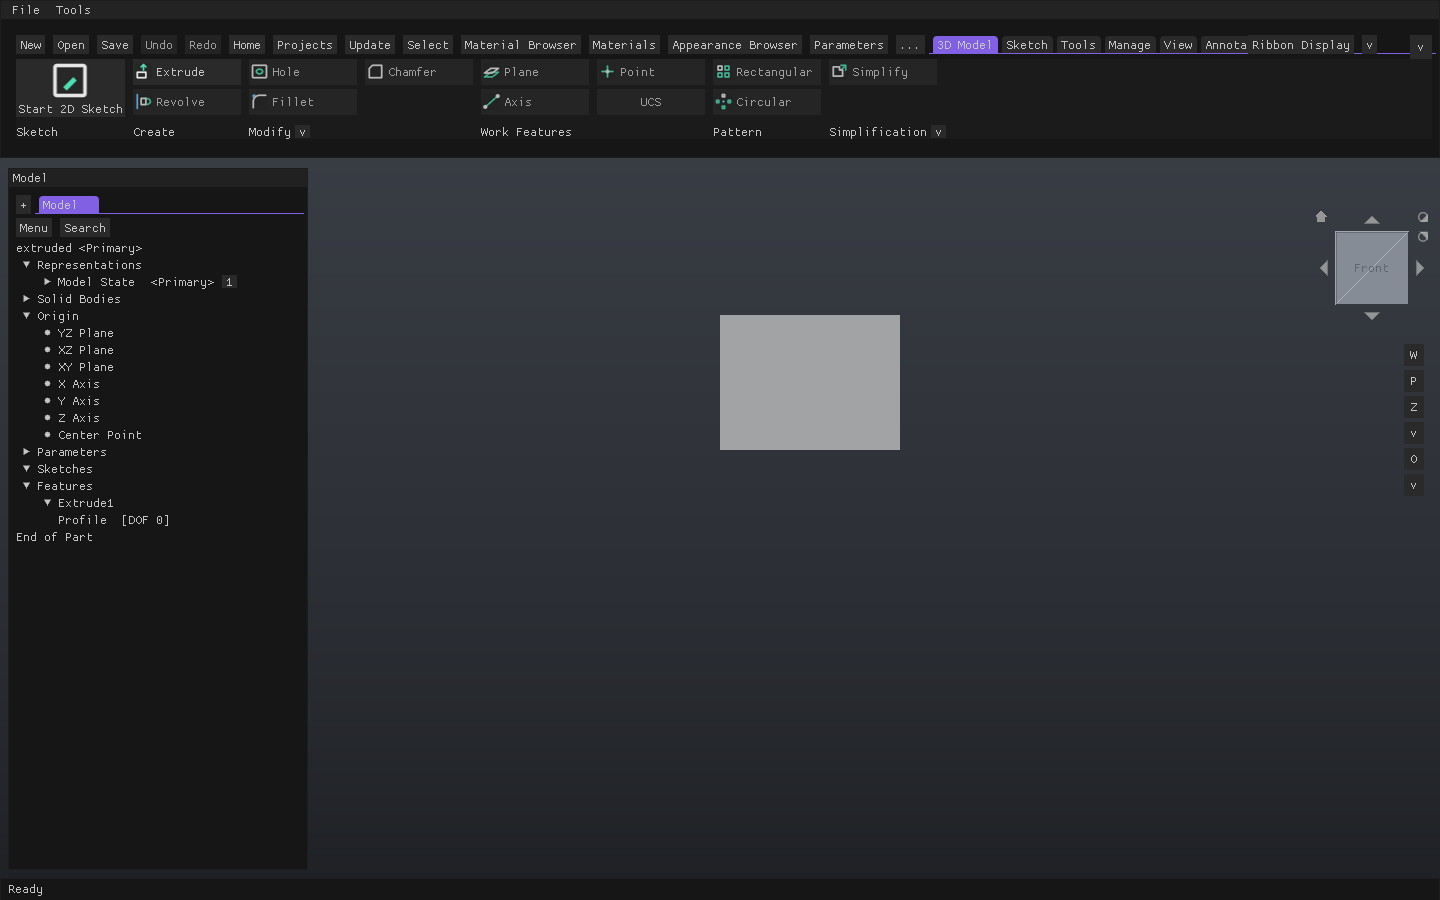 File Tools
New Open Save Undo Redo Home Projects Update Select Material Browser Materials Appearance Browser Parameters ... 3D Model Sketch Tools Manage View Annota Ribbon Display v v
Extrude Hole Chamfer Plane Point Rectangular Simplify
Revolve Fillet Axis UCS Circular
Start 2D Sketch
Sketch Create Modify v Work Features Pattern Simplification v
Model
+ Model
Menu Search
extruded <Primary>
Representations
Model State <Primary> 1
Solid Bodies
Origin
YZ Plane
XZ Plane
XY Plane
X Axis
Y Axis
Z Axis
Center Point
Parameters
Sketches
Features
Extrude1
Profile [DOF 0]
End of Part
Front
W
P
Z
v
O
v
Ready